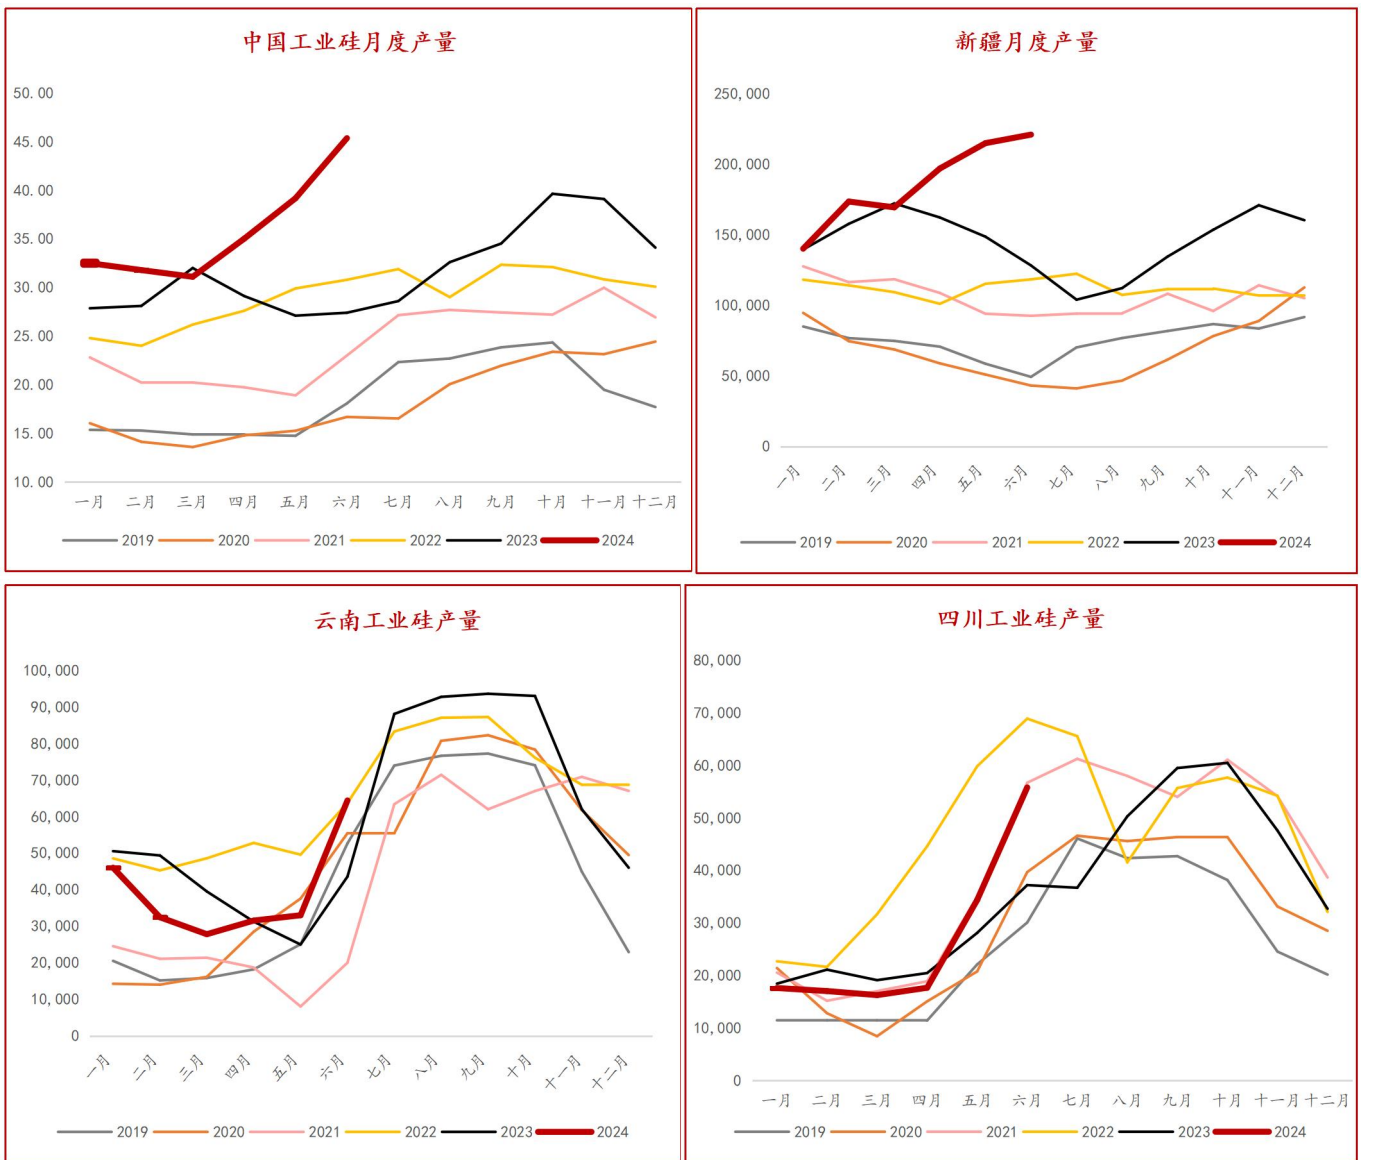 中国工业硅月度产量
50.00
45.00
40.00
35.00
30.00
25.00
20.00
15.00
10.00
一月 二月 三月 四月 五月 六月 七月 八月 九月 十月 十一月 十二月
2019 2020 2021 2022 2023 2024
新疆月度产量
250,000
200,000
150,000
100,000
50,000
0
一月 二月 三月 四月 五月 六月 七月 八月 九月 十月 十一月 十二月
2019 2020 2021 2022 2023 2024
云南工业硅产量
100,000
90,000
80,000
70,000
60,000
50,000
40,000
30,000
20,000
10,000
0
一月 二月 三月 四月 五月 六月 七月 八月 九月 十月 十一月 十二月
2019 2020 2021 2022 2023 2024
四川工业硅产量
80,000
70,000
60,000
50,000
40,000
30,000
20,000
10,000
0
一月 二月 三月 四月 五月 六月 七月 八月 九月 十月 十一月 十二月
2019 2020 2021 2022 2023 2024